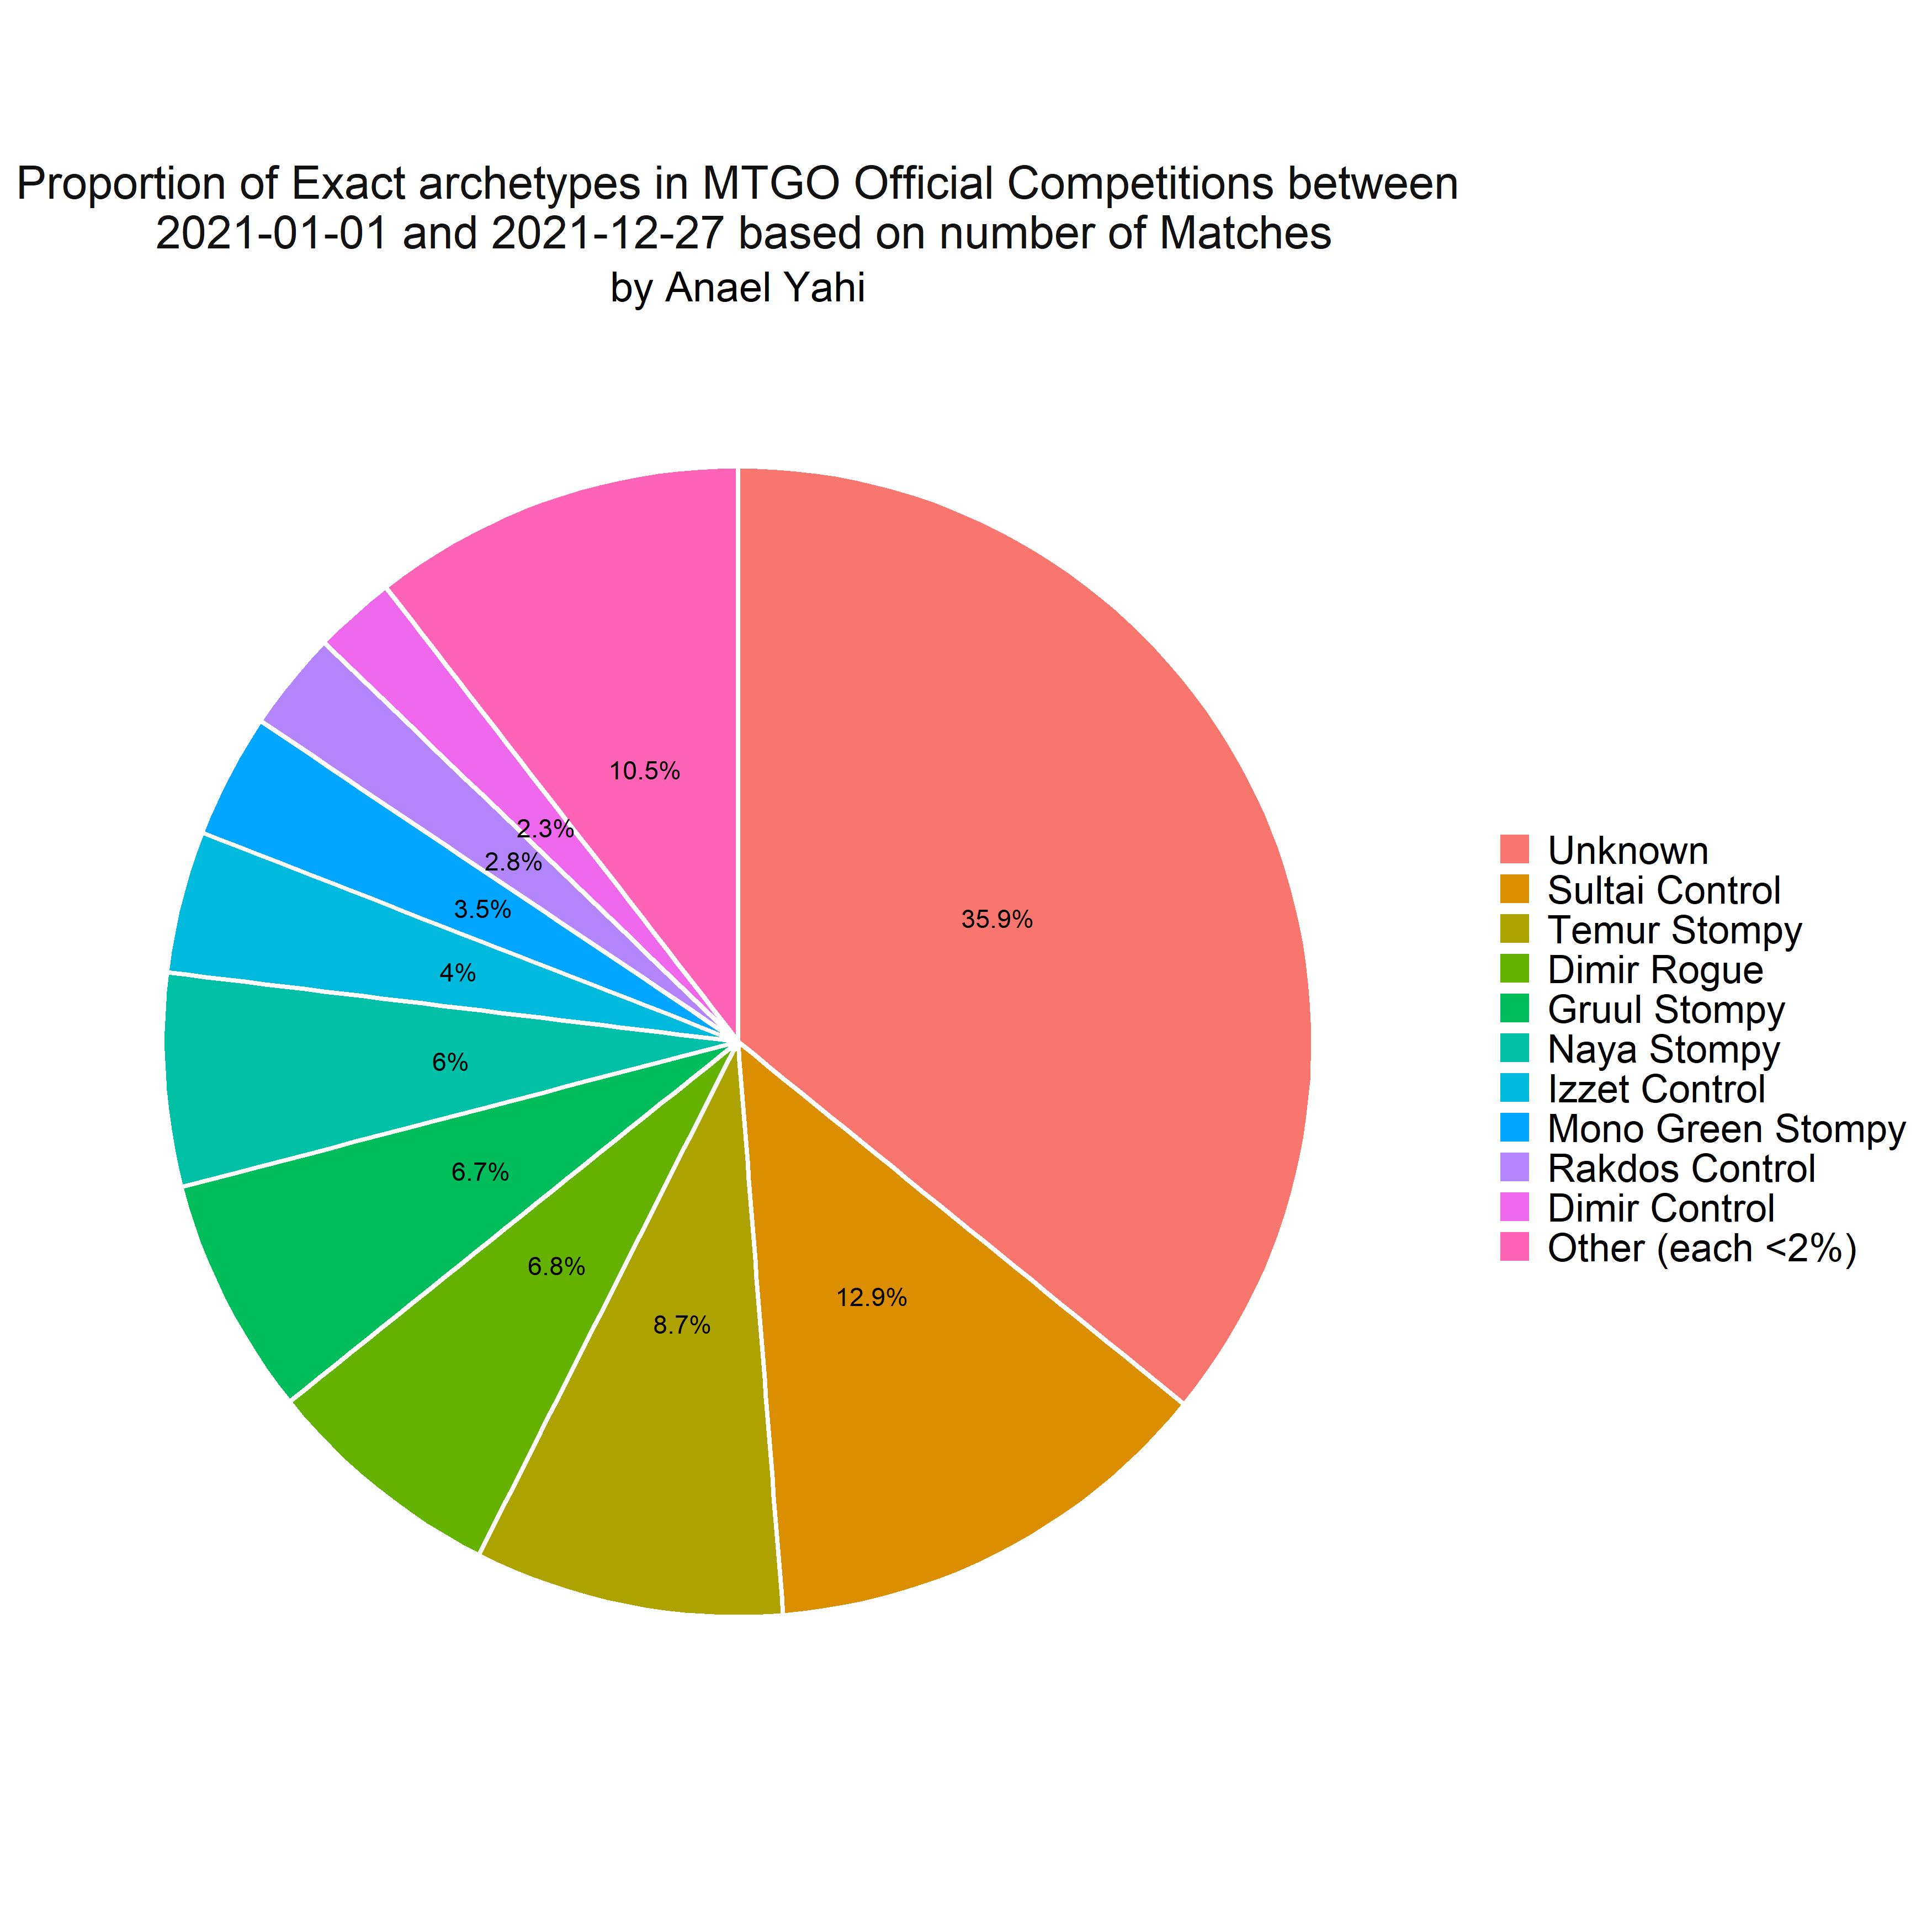 Proportion of Exact archetypes in MTGO Official Competitions between
2021-01-01 and 2021-12-27 based on number of Matches
by Anael Yahi
10.5%
35.9%
2.3%
2.8%
3.5%
4%
6%
6.7%
6.8%
8.7%
12.9%
Unknown
Sultai Control
Temur Stompy
Dimir Rogue
Gruul Stompy
Naya Stompy
Izzet Control
Mono Green Stompy
Rakdos Control
Dimir Control
Other (each <2%)